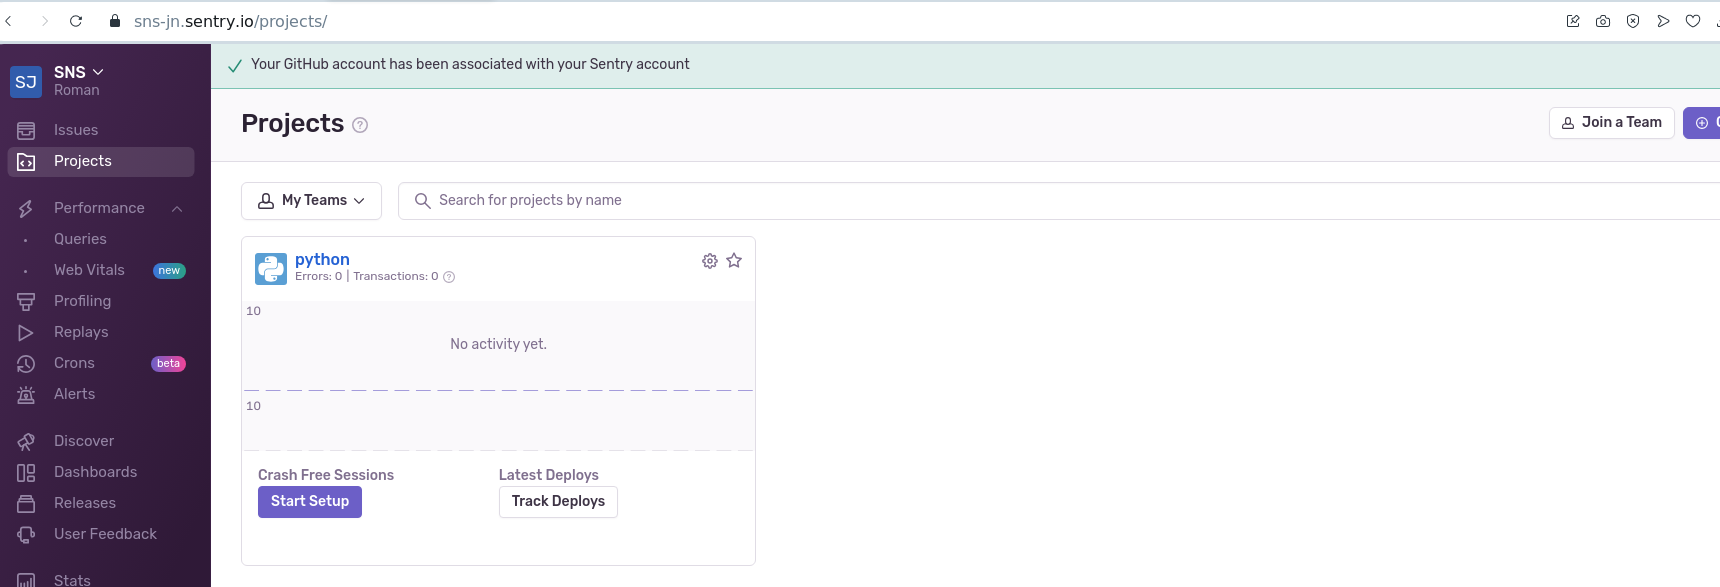 sns-jn.sentry.io/projects/
SJ
SNS
Roman
Issues
Projects
Performance
Queries
Web Vitals new
Profiling
Replays
Crons beta
Alerts
Discover
Dashboards
Releases
User Feedback
Stats
Your GitHub account has been associated with your Sentry account
Projects ?
Join a Team
My Teams
Search for projects by name
python
Errors: 0 | Transactions: 0 ?
10
No activity yet.
10
Crash Free Sessions
Start Setup
Latest Deploys
Track Deploys